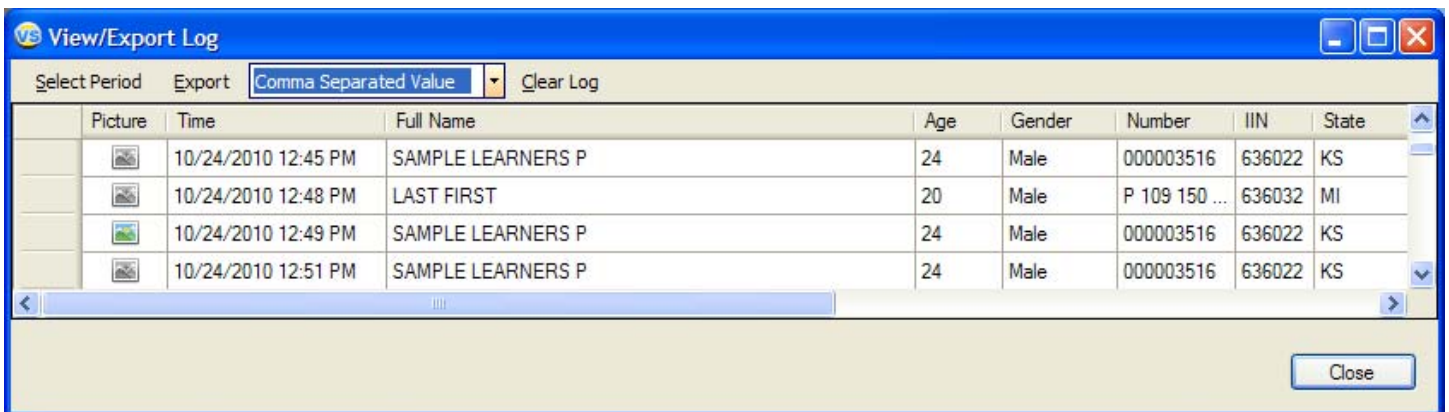 VS View/Export Log
Select Period Export Comma Separated Value Clear Log
Picture Time Full Name Age Gender Number IIN State
10/24/2010 12:45 PM SAMPLE LEARNERS P 24 Male 000003516 636022 KS
10/24/2010 12:48 PM LAST FIRST 20 Male P 109 150 ... 636032 MI
10/24/2010 12:49 PM SAMPLE LEARNERS P 24 Male 000003516 636022 KS
10/24/2010 12:51 PM SAMPLE LEARNERS P 24 Male 000003516 636022 KS
Close